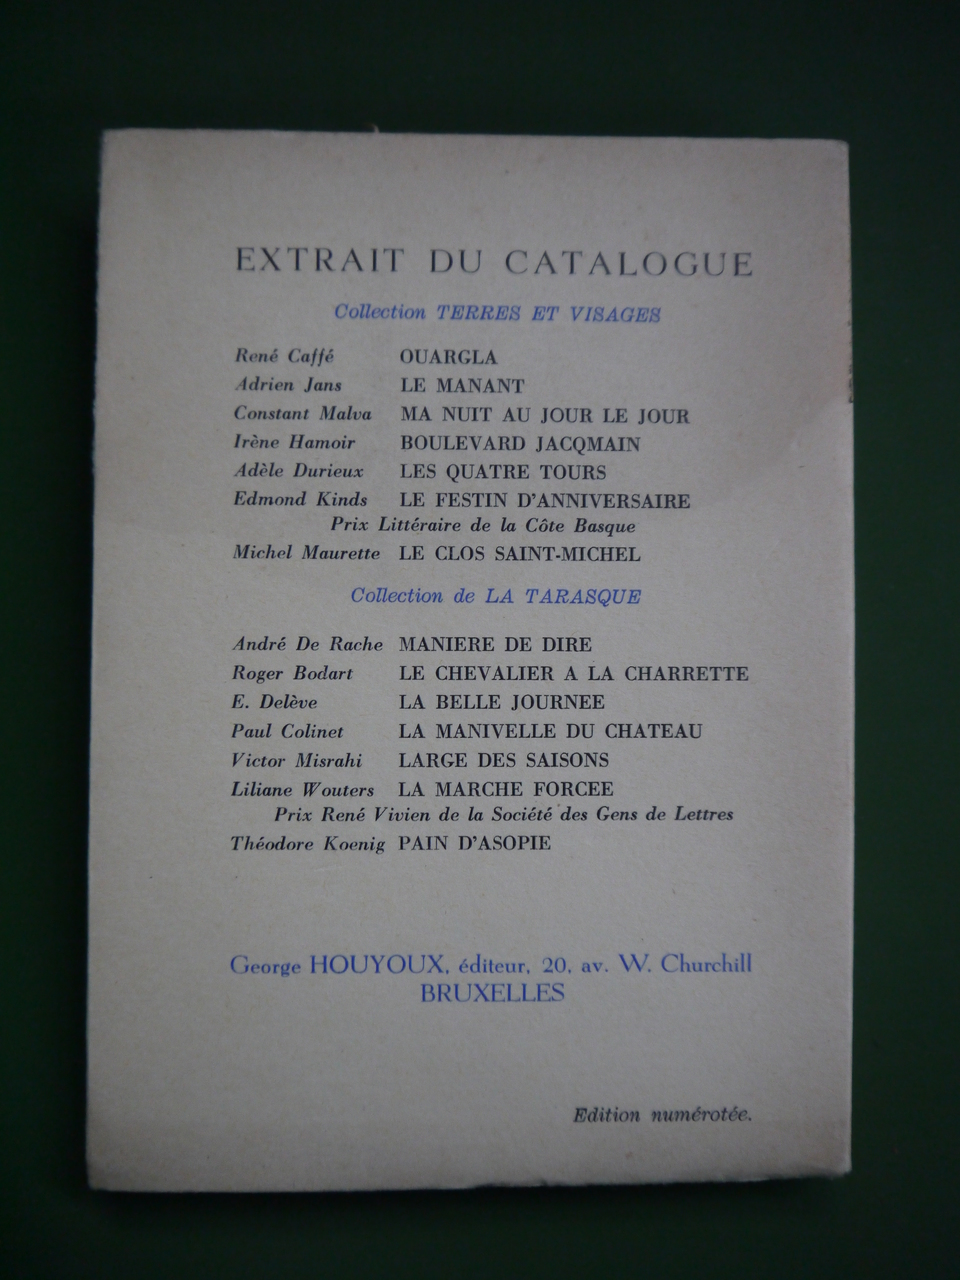 EXTRAIT DU CATALOGUE
Collection TERRES ET VISAGES
René Caffé OUARGLA
Adrien Jans LE MANANT
Constant Malva MA NUIT AU JOUR LE JOUR
Irène Hamoir BOULEVARD JACQMAIN
Adèle Durieux LES QUATRE TOURS
Edmond Kinds LE FESTIN D'ANNIVERSAIRE
Prix Littéraire de la Côte Basque
Michel Maurette LE CLOS SAINT-MICHEL
Collection de LA TARASQUE
André De Rache MANIERE DE DIRE
Roger Bodart LE CHEVALIER A LA CHARRETTE
E. Delève LA BELLE JOURNEE
Paul Colinet LA MANIVELLE DU CHATEAU
Victor Misrahi LARGE DES SAISONS
Liliane Wouters LA MARCHE FORCEE
Prix René Vivien de la Société des Gens de Lettres
Théodore Koenig PAIN D'ASOPIE
George HOUYOUX, éditeur, 20, av. W. Churchill
BRUXELLES
Edition numérotée.